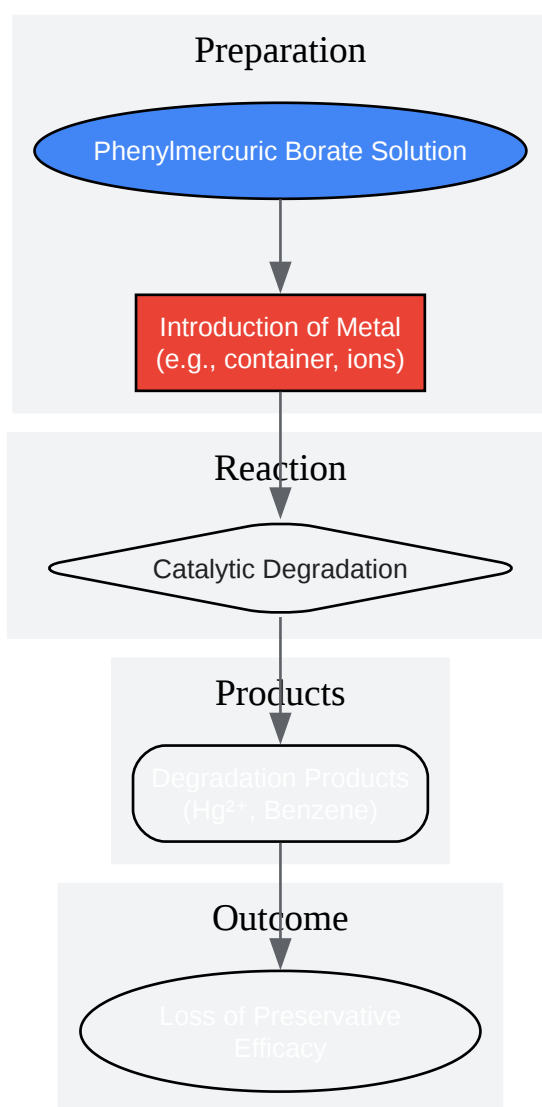 Preparation
Phenylmercuric Borate Solution
Introduction of Metal
(e.g., container, ions)
Reaction
Catalytic Degradation
Products
Degradation Products
(Hg²⁺, Benzene)
Outcome
Loss of Preservative
Efficacy